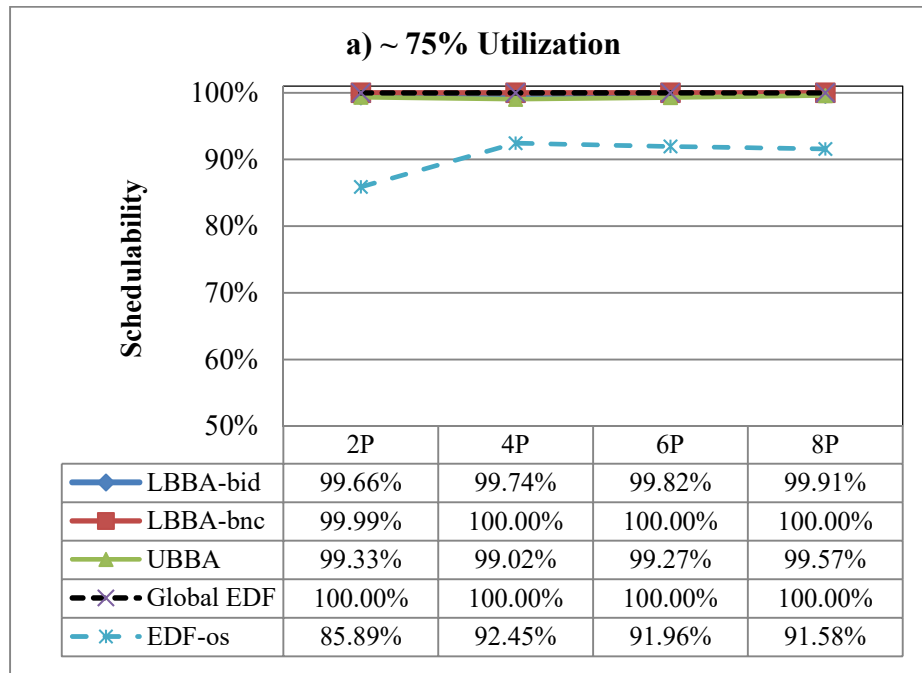 a) ~ 75% Utilization
Schedulability
100%
90%
80%
70%
60%
50%
2P 4P 6P 8P
LBBA-bid 99.66% 99.74% 99.82% 99.91%
LBBA-bnc 99.99% 100.00% 100.00% 100.00%
UBBA 99.33% 99.02% 99.27% 99.57%
Global EDF 100.00% 100.00% 100.00% 100.00%
EDF-os 85.89% 92.45% 91.96% 91.58%